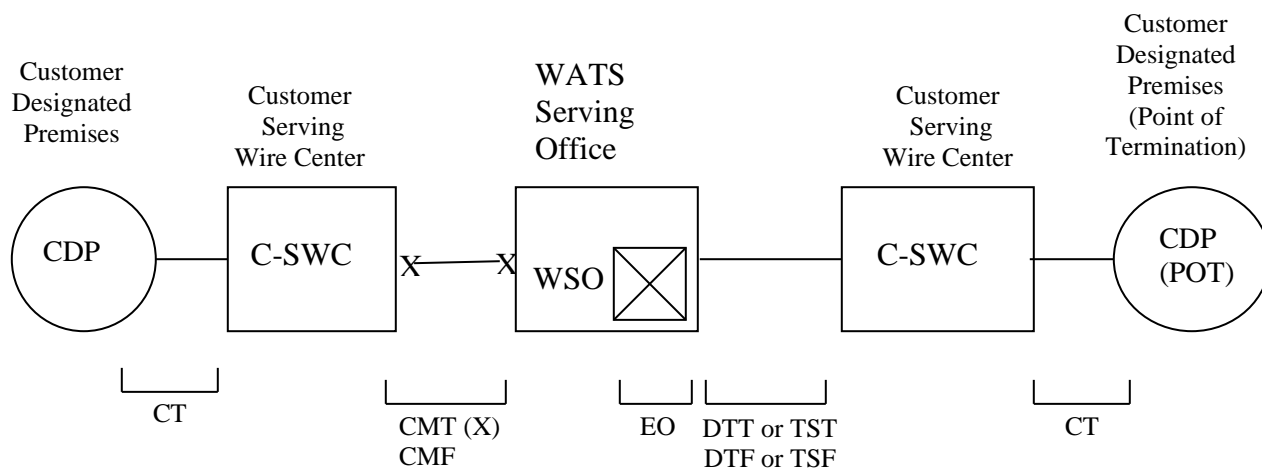 Customer
Designated
Premises
Customer
Serving
Wire Center
WATS
Serving
Office
Customer
Serving
Wire Center
Customer
Designated
Premises
(Point of
Termination)
CDP
C-SWC
X
X
WSO
C-SWC
CDP
(POT)
CT
CMT (X)
CMF
EO
DTT or TST
DTF or TSF
CT